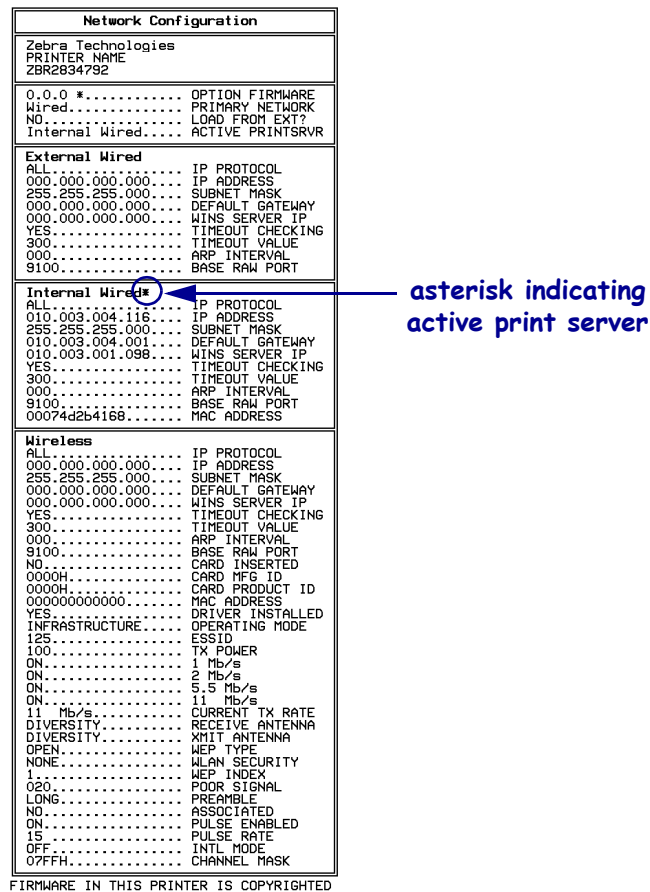 Network Configuration
Zebra Technologies
PRINTER NAME
ZBR2834792
0.0.0 *............ OPTION FIRMWARE
Wired.............. PRIMARY NETWORK
NO................. LOAD FROM EXT?
Internal Wired..... ACTIVE PRINTSRVR
External Wired
ALL................ IP PROTOCOL
000.000.000.000.... IP ADDRESS
255.255.255.000.... SUBNET MASK
000.000.000.000.... DEFAULT GATEWAY
000.000.000.000.... WINS SERVER IP
YES................ TIMEOUT CHECKING
300................ TIMEOUT VALUE
000................ ARP INTERVAL
9100............... BASE RAW PORT
Internal Wired*
asterisk indicating
active print server
ALL................ IP PROTOCOL
010.003.004.116.... IP ADDRESS
255.255.255.000.... SUBNET MASK
010.003.004.001.... DEFAULT GATEWAY
010.003.001.098.... WINS SERVER IP
YES................ TIMEOUT CHECKING
300................ TIMEOUT VALUE
000................ ARP INTERVAL
9100............... BASE RAW PORT
00074d2b4168....... MAC ADDRESS
Wireless
ALL................ IP PROTOCOL
000.000.000.000.... IP ADDRESS
255.255.255.000.... SUBNET MASK
000.000.000.000.... DEFAULT GATEWAY
000.000.000.000.... WINS SERVER IP
YES................ TIMEOUT CHECKING
300................ TIMEOUT VALUE
000................ ARP INTERVAL
9100............... BASE RAW PORT
NO................. CARD INSERTED
0000H.............. CARD MFG ID
0000H.............. CARD PRODUCT ID
000000000000....... MAC ADDRESS
YES................ DRIVER INSTALLED
INFRASTRUCTURE..... OPERATING MODE
125................ ESSID
100................ TX POWER
ON................. 1 Mb/s
ON................. 2 Mb/s
ON................. 5.5 Mb/s
ON................. 11 Mb/s
11 Mb/s........... CURRENT TX RATE
DIVERSITY.......... RECEIVE ANTENNA
DIVERSITY.......... XMIT ANTENNA
OPEN............... WEP TYPE
NONE............... WLAN SECURITY
1.................. WEP INDEX
020................ POOR SIGNAL
LONG............... PREAMBLE
NO................. ASSOCIATED
ON................. PULSE ENABLED
15 ................ PULSE RATE
OFF................ INTL MODE
07FFH.............. CHANNEL MASK
FIRMWARE IN THIS PRINTER IS COPYRIGHTED